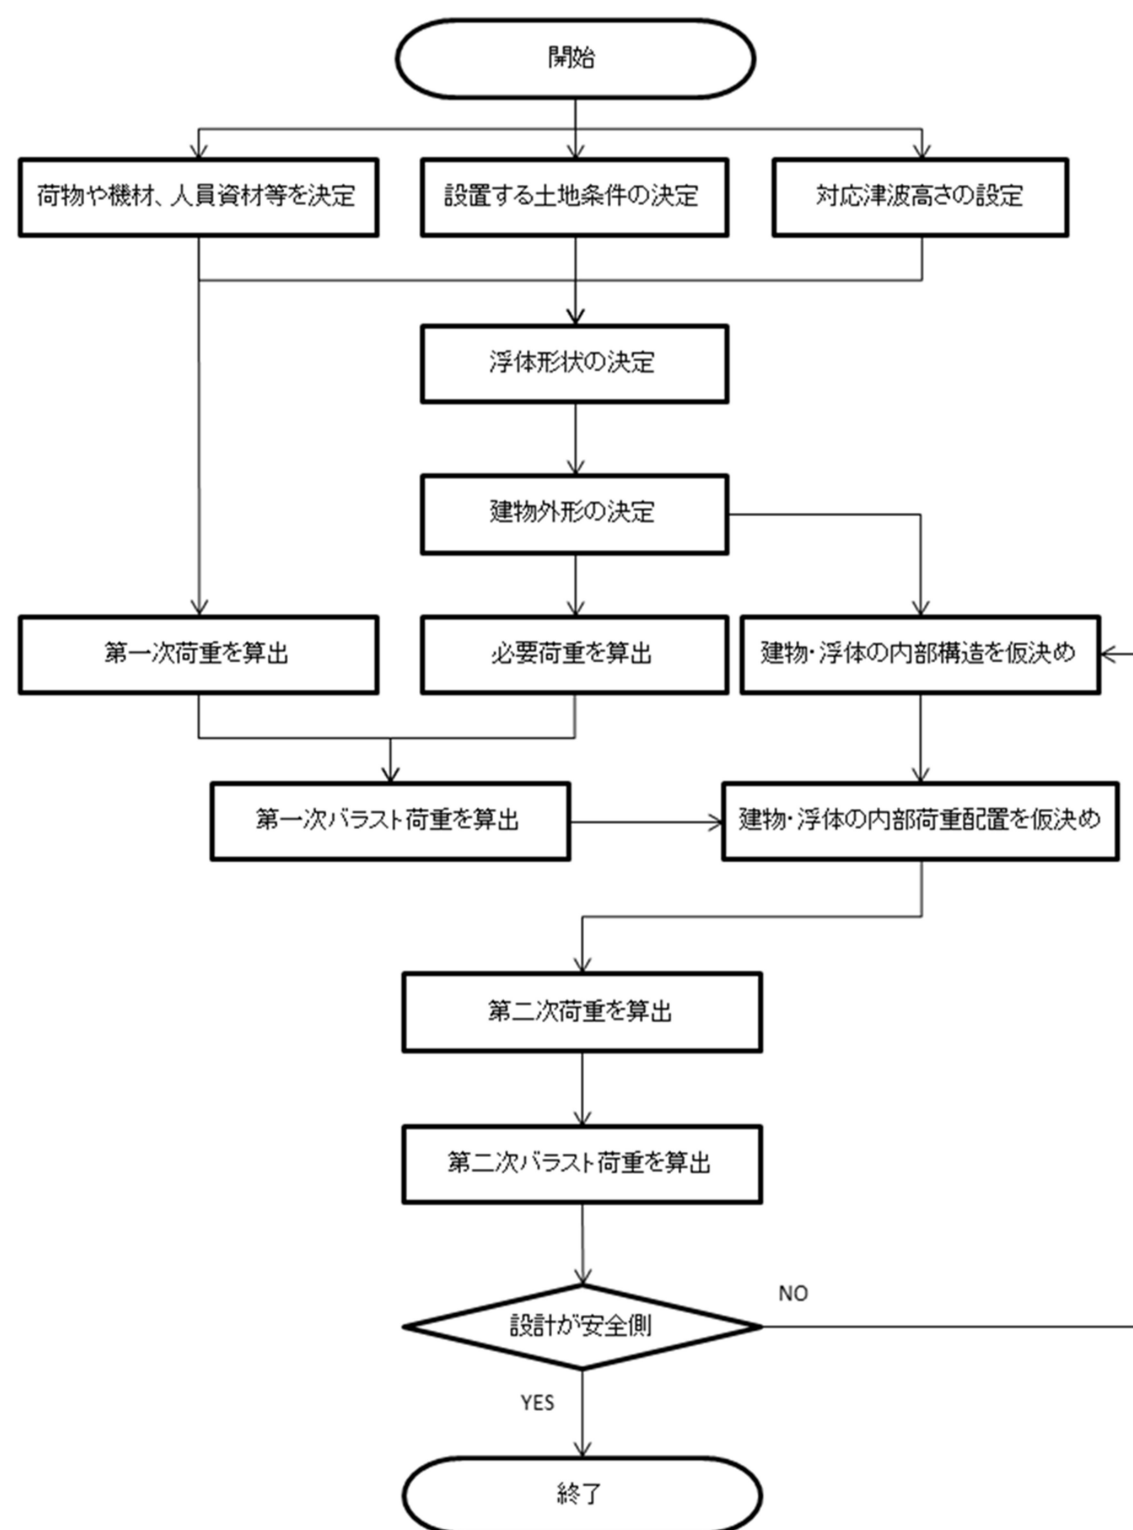 開始
荷物や機材、人員資材等を決定
設置する土地条件の決定
対応津波高さの設定
浮体形状の決定
建物外形の決定
第一次荷重を算出
必要荷重を算出
建物・浮体の内部構造を仮決め
第一次バラスト荷重を算出
建物・浮体の内部荷重配置を仮決め
第二次荷重を算出
第二次バラスト荷重を算出
設計が安全側
NO
YES
終了